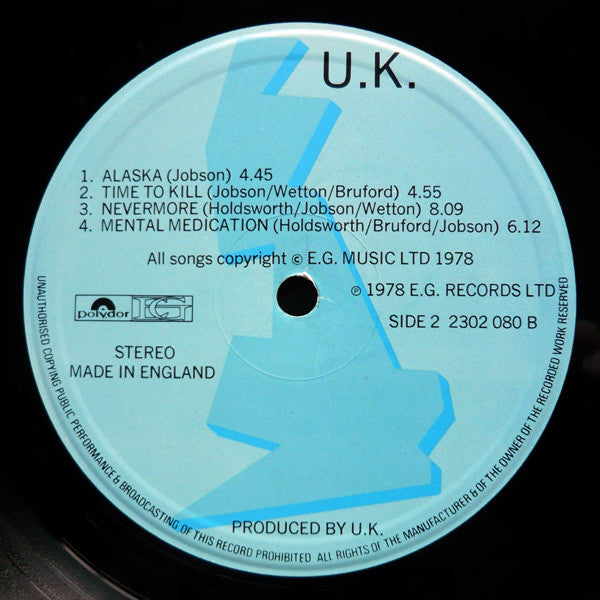 U.K.
1. ALASKA (Jobson) 4.45
2. TIME TO KILL (Jobson/Wetton/Bruford) 4.55
3. NEVERMORE (Holdsworth/Jobson/Wetton) 8.09
4. MENTAL MEDICATION (Holdsworth/Bruford/Jobson) 6.12
All songs copyright © E.G. MUSIC LTD 1978
℗ 1978 E.G. RECORDS LTD
polydor EG
SIDE 2 2302 080 B
STEREO
MADE IN ENGLAND
PRODUCED BY U.K.
UNAUTHORISED COPYING PUBLIC PERFORMANCE & BROADCASTING OF THIS RECORD PROHIBITED ALL RIGHTS OF THE MANUFACTURER & OF THE OWNER OF THE RECORDED WORK RESERVED